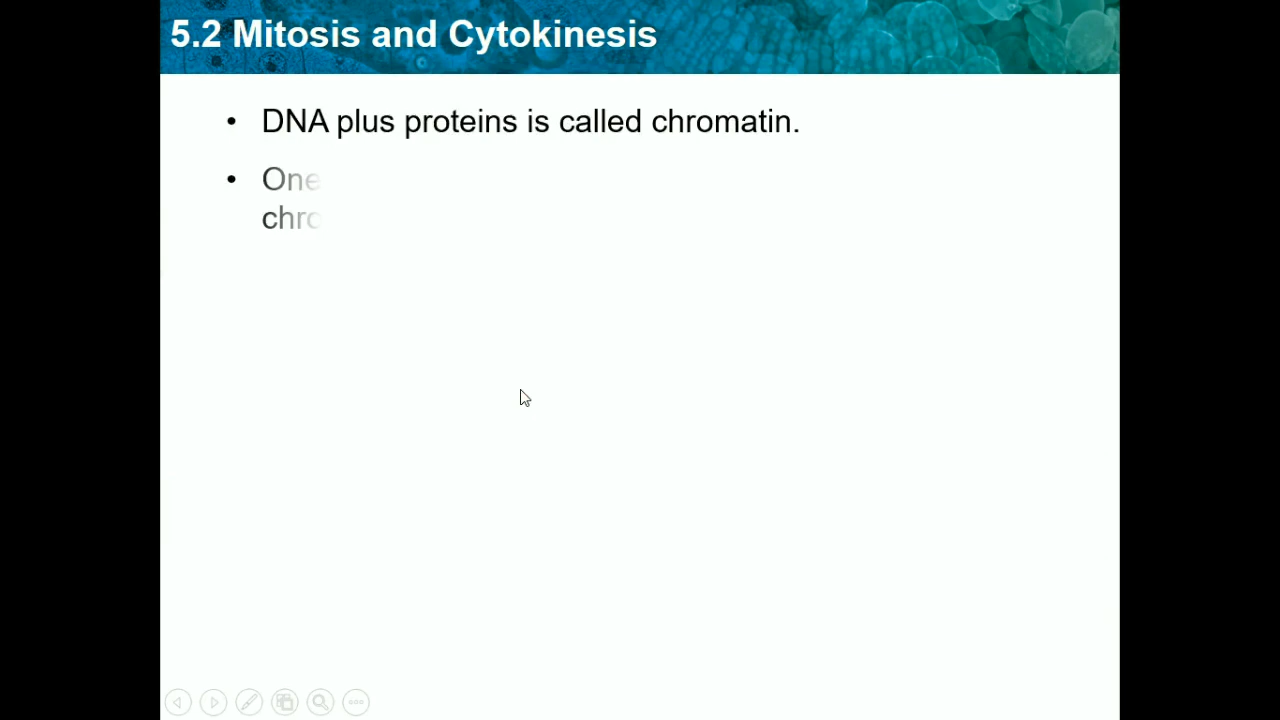 5.2 Mitosis and Cytokinesis
• DNA plus proteins is called chromatin.
• One
chro